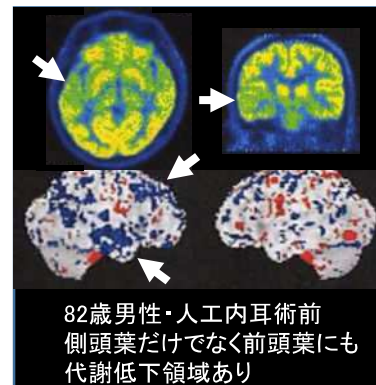 82歳男性・人工内耳術前
側頭葉だけでなく前頭葉にも
代謝低下領域あり